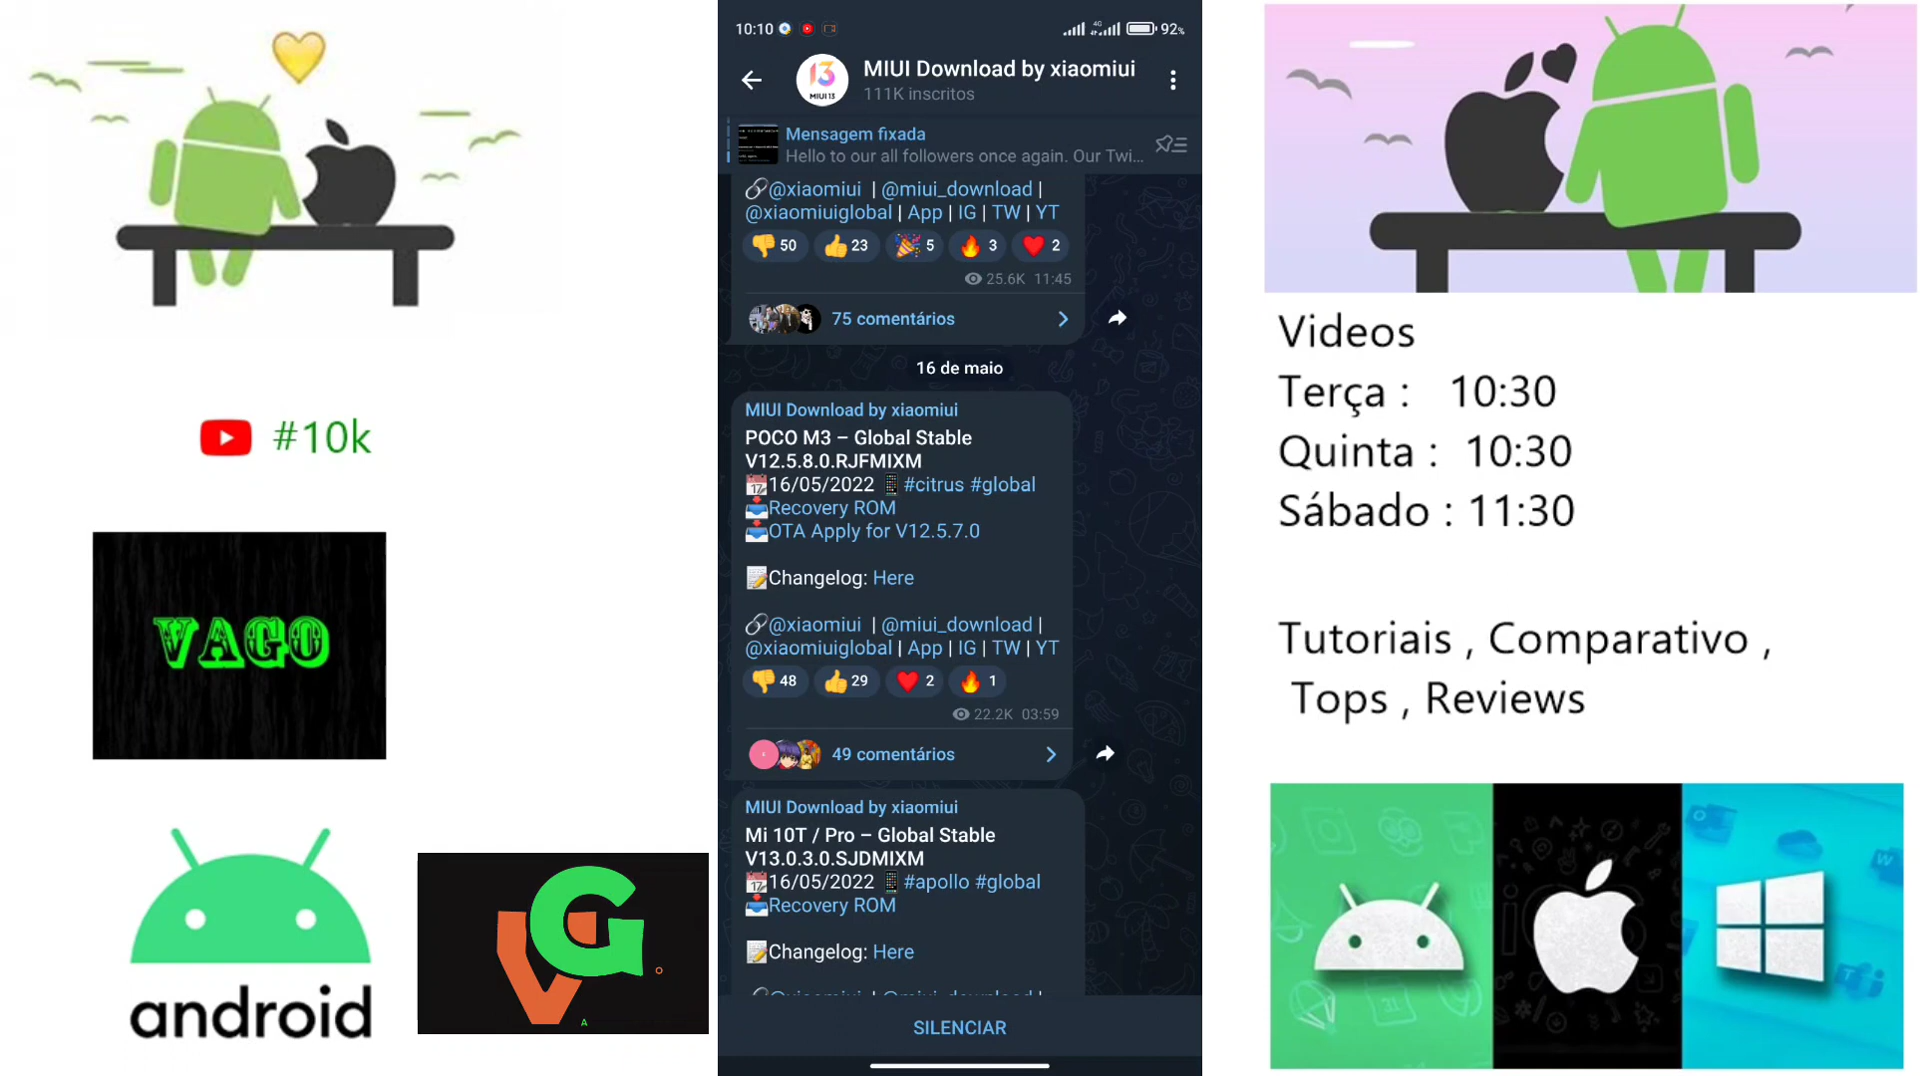 #10k
VAGO
android
VG
A
10:10
4G
92%
13
MIUI 13
MIUI Download by xiaomiui
111K inscritos
Mensagem fixada
Hello to our all followers once again. Our Twi...
@xiaomiui | @miui_download |
@xiaomiuiglobal | App | IG | TW | YT
50 23 5 3 2
25.6K 11:45
75 comentários
16 de maio
MIUI Download by xiaomiui
POCO M3 – Global Stable
V12.5.8.0.RJFMIXM
16/05/2022 #citrus #global
Recovery ROM
OTA Apply for V12.5.7.0
Changelog: Here
@xiaomiui | @miui_download |
@xiaomiuiglobal | App | IG | TW | YT
48 29 2 1
22.2K 03:59
49 comentários
MIUI Download by xiaomiui
Mi 10T / Pro – Global Stable
V13.0.3.0.SJDMIXM
16/05/2022 #apollo #global
Recovery ROM
Changelog: Here
SILENCIAR
Videos
Terça : 10:30
Quinta : 10:30
Sábado : 11:30
Tutoriais , Comparativo ,
Tops , Reviews